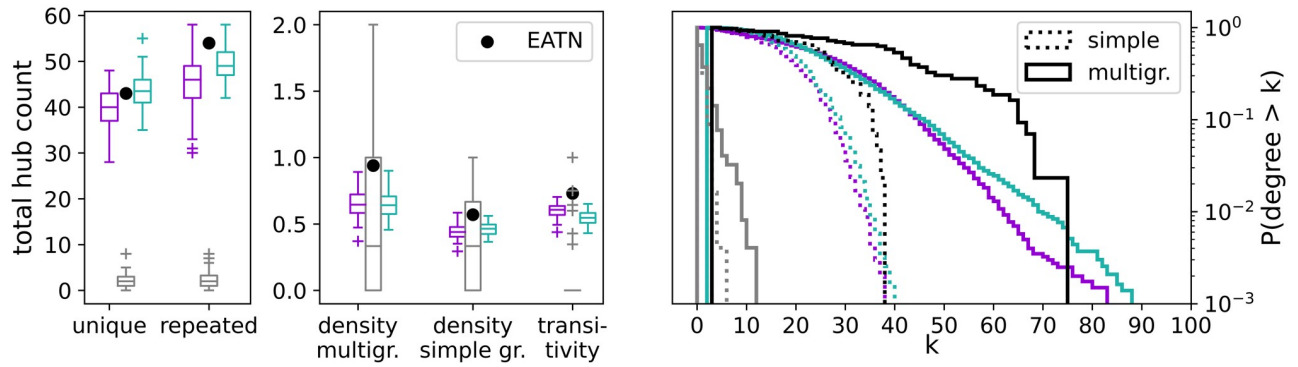 total hub count
60
50
40
30
20
10
0
unique
repeated
2.0
1.5
1.0
0.5
0.0
EATN
density
multigr.
density
simple gr.
transi-
tivity
simple
multigr.
10⁰
10⁻¹
10⁻²
10⁻³
P(degree > k)
0 10 20 30 40 50 60 70 80 90 100
k